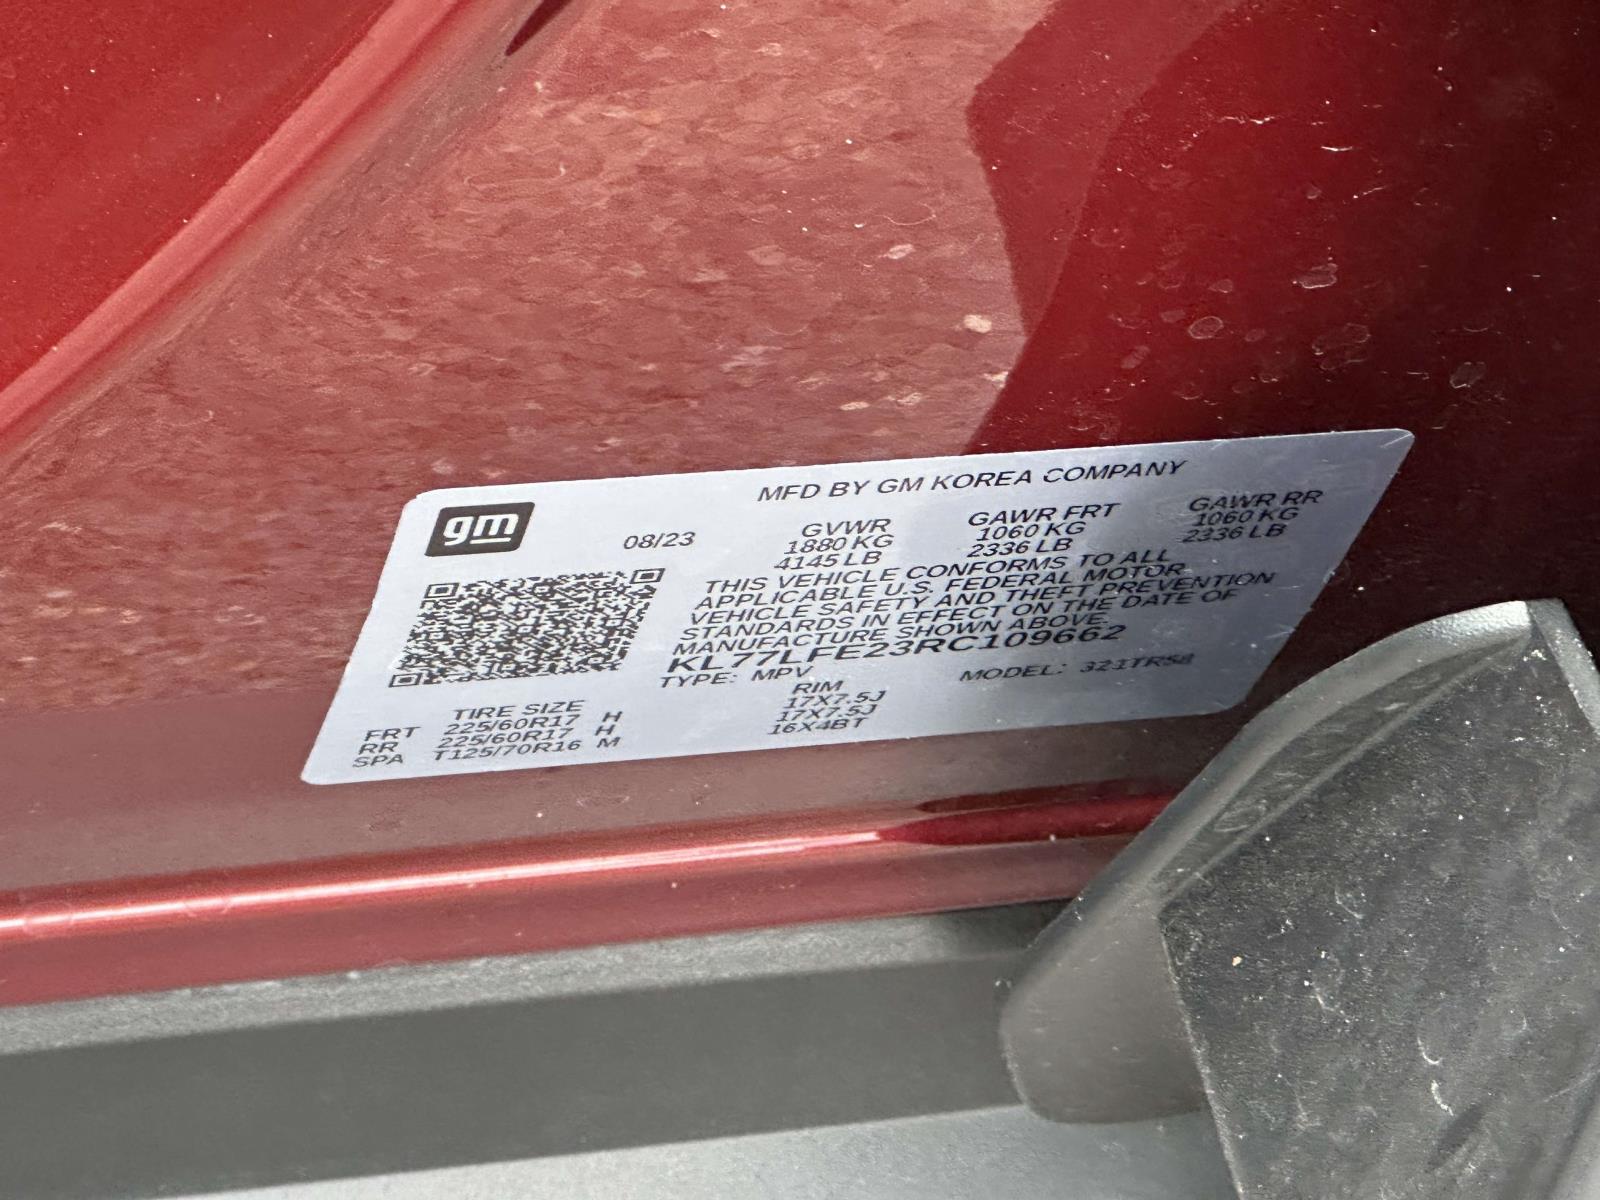 MFD BY GM KOREA COMPANY
gm 08/23 GVWR GAWR FRT GAWR RR
1880 KG 1060 KG 1060 KG
4145 LB 2336 LB 2336 LB
THIS VEHICLE CONFORMS TO ALL
APPLICABLE U.S. FEDERAL MOTOR
VEHICLE SAFETY AND THEFT PREVENTION
STANDARDS IN EFFECT ON THE DATE OF
MANUFACTURE SHOWN ABOVE.
KL77LFE23RC109662
TYPE: MPV MODEL: 321TR58
TIRE SIZE RIM
FRT 225/60R17 H 17X7.5J
RR 225/60R17 H 17X7.5J
SPA T125/70R16 M 16X4BT